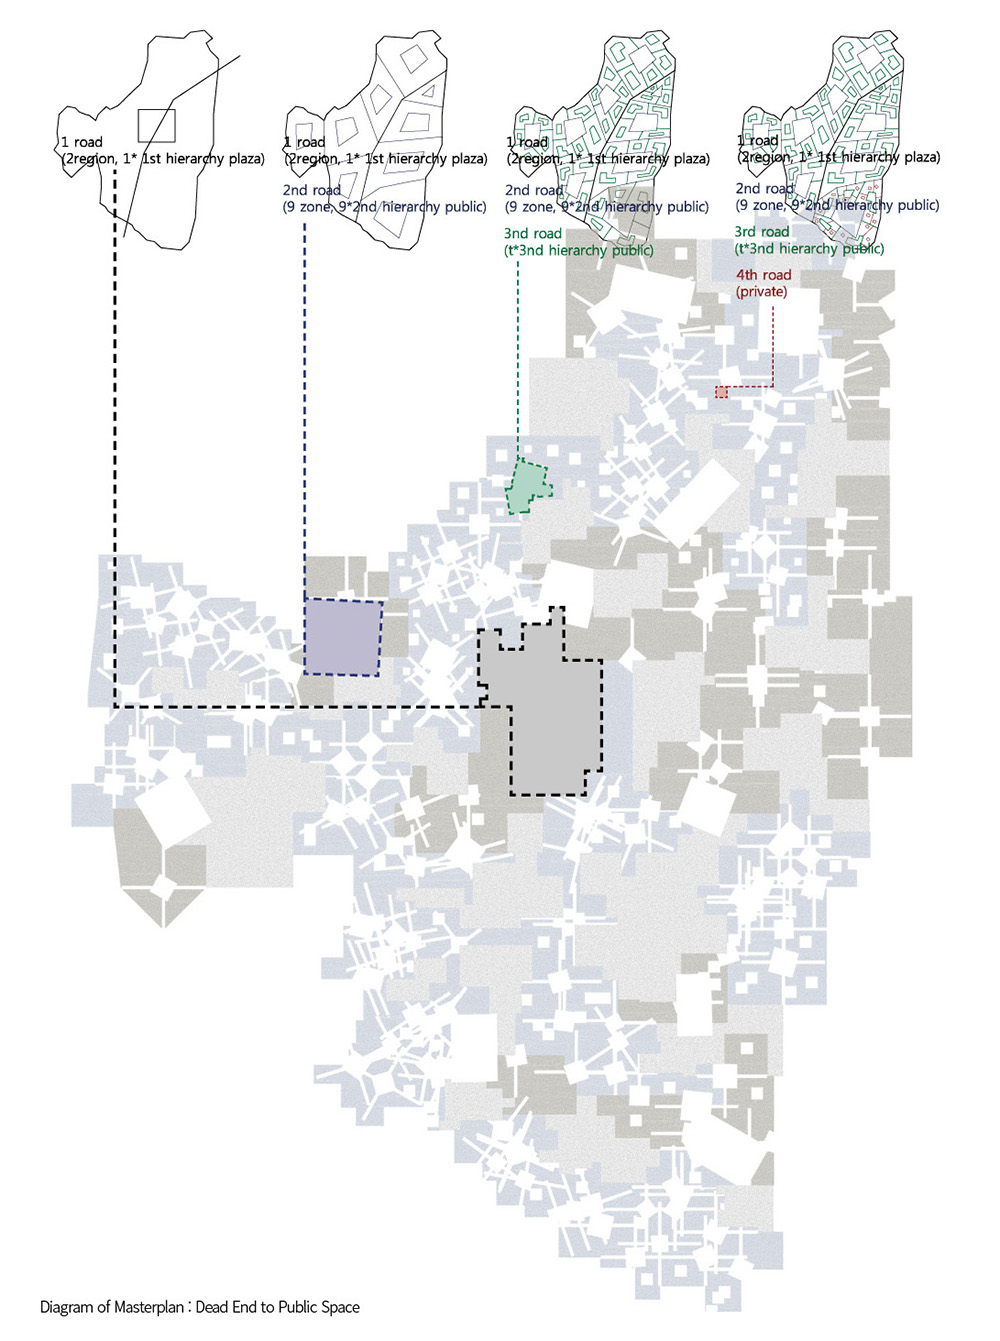 1 road
(2region, 1* 1st hierarchy plaza)
1 road
(2region, 1* 1st hierarchy plaza)
2nd road
(9 zone, 9*2nd hierarchy public)
1 road
(2region, 1* 1st hierarchy plaza)
2nd road
(9 zone, 9*2nd hierarchy public)
3nd road
(t*3nd hierarchy public)
1 road
(2region, 1* 1st hierarchy plaza)
2nd road
(9 zone, 9*2nd hierarchy public)
3rd road
(t*3nd hierarchy public)
4th road
(private)
Diagram of Masterplan : Dead End to Public Space